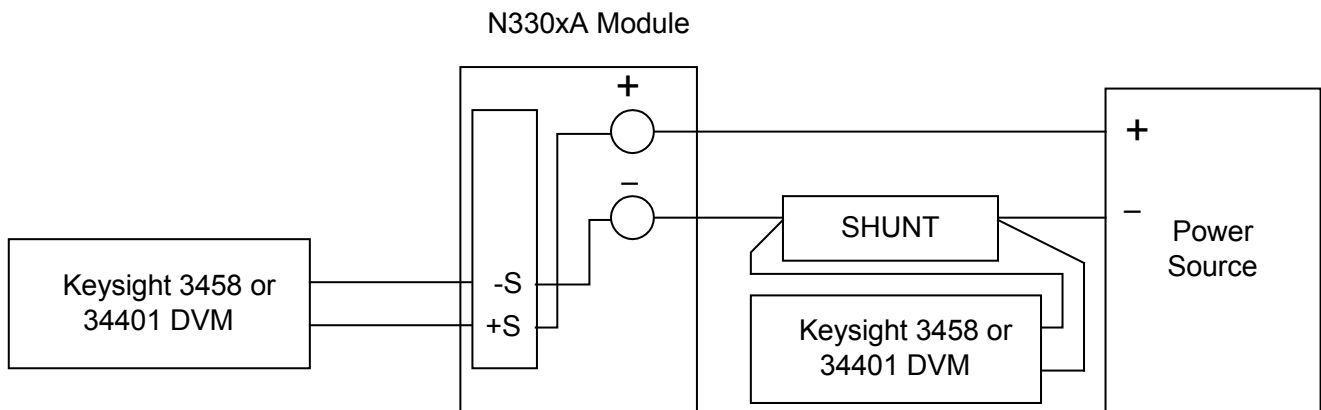 N330xA Module
+
–
-S
+S
Keysight 3458 or
34401 DVM
SHUNT
Keysight 3458 or
34401 DVM
+
–
Power
Source